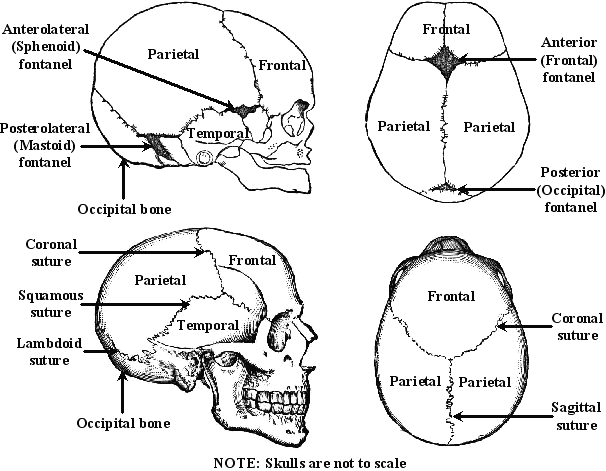 Anterolateral
(Sphenoid)
fontanel
Parietal
Frontal
Posterolateral
(Mastoid)
fontanel
Temporal
Occipital bone
Frontal
Anterior
(Frontal)
fontanel
Parietal
Parietal
Posterior
(Occipital)
fontanel
Coronal
suture
Parietal
Frontal
Squamous
suture
Temporal
Lambdoid
suture
Occipital bone
Frontal
Coronal
suture
Parietal
Parietal
Sagittal
suture
NOTE: Skulls are not to scale